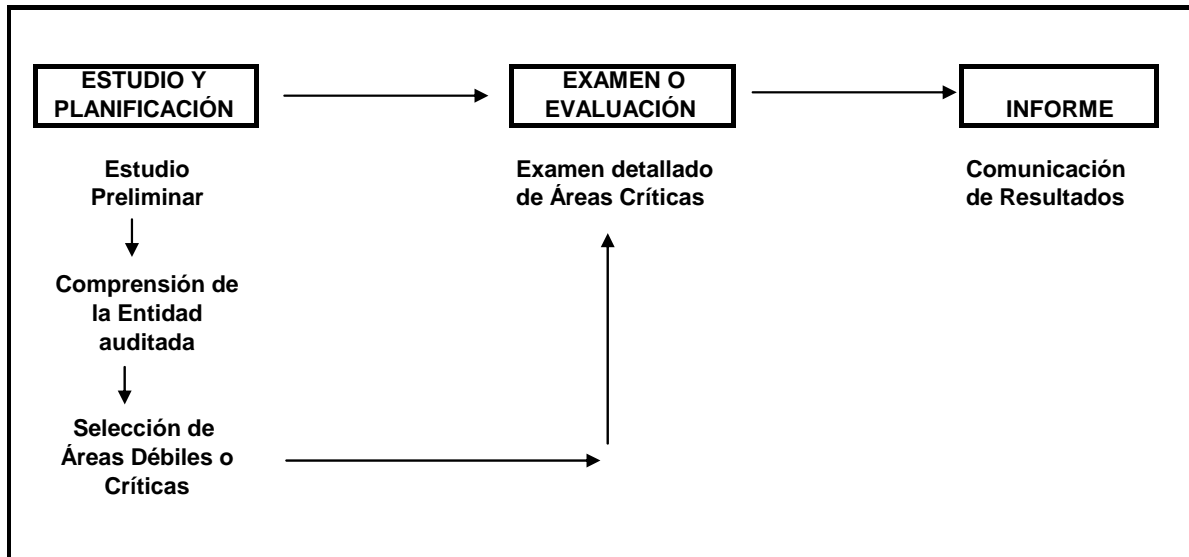 ESTUDIO Y
PLANIFICACIÓN
EXAMEN O
EVALUACIÓN
INFORME
Estudio
Preliminar
Comprensión de
la Entidad
auditada
Selección de
Áreas Débiles o
Críticas
Examen detallado
de Áreas Críticas
Comunicación
de Resultados